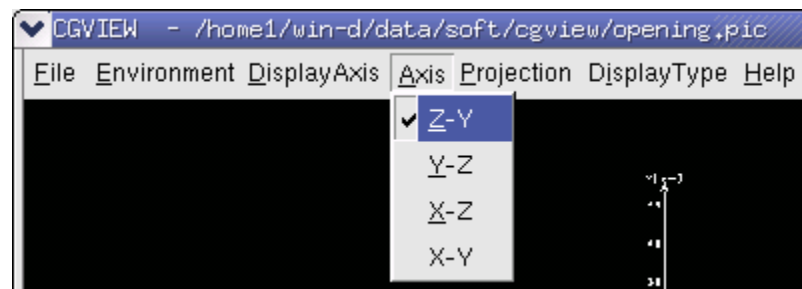 CGVIEW - /home1/win-d/data/soft/cgview/opening.pic
File Environment DisplayAxis Axis Projection DisplayType Help
Z-Y
Y-Z
X-Z
X-Y